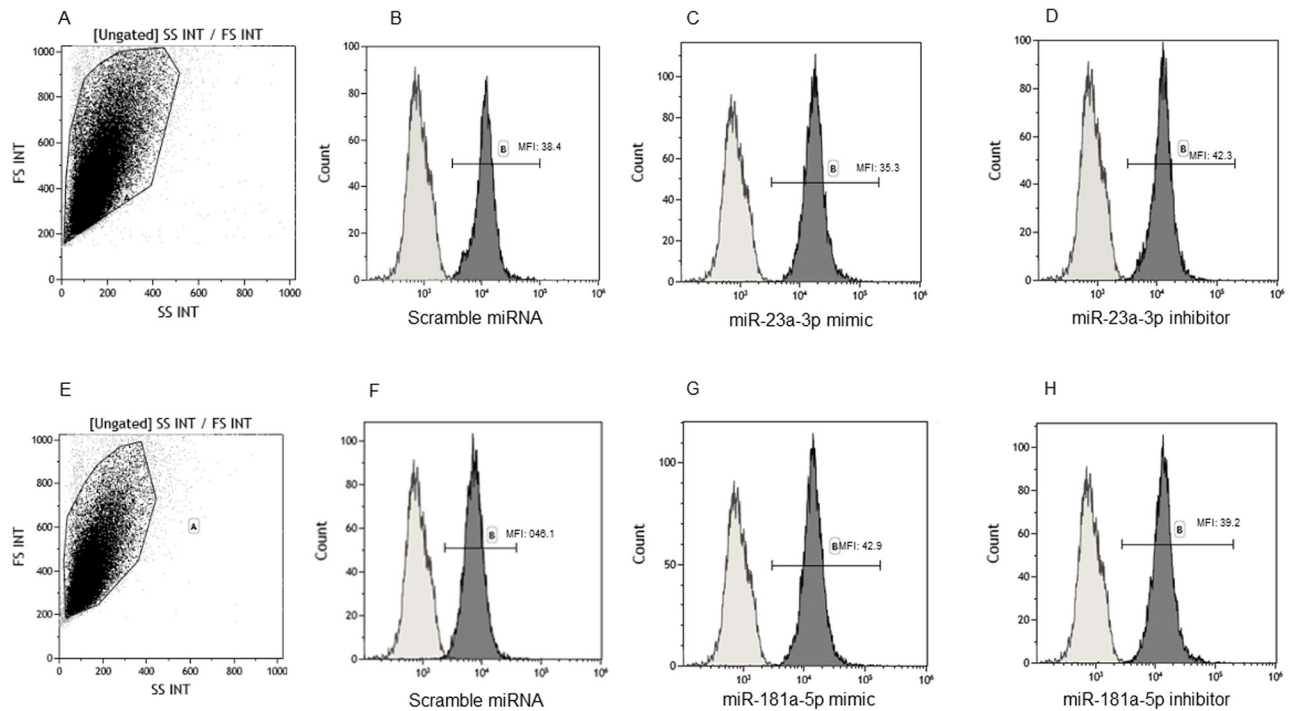 A
[Ungated] SS INT / FS INT
1000
800
600
400
200
0
FS INT
A
0 200 400 600 800 1000
SS INT
B
100
80
60
40
20
0
Count
B MFI: 38.4
10³ 10⁴ 10⁵ 10⁶
Scramble miRNA
C
100
80
60
40
20
0
Count
B MFI: 35.3
10³ 10⁴ 10⁵ 10⁶
miR-23a-3p mimic
D
100
80
60
40
20
0
Count
B MFI: 42.3
10³ 10⁴ 10⁵ 10⁶
miR-23a-3p inhibitor
E
[Ungated] SS INT / FS INT
1000
800
600
400
200
0
FS INT
A
0 200 400 600 800 1000
SS INT
F
100
80
60
40
20
0
Count
B MFI: 046.1
10³ 10⁴ 10⁵ 10⁶
Scramble miRNA
G
100
50
0
Count
B MFI: 42.9
10³ 10⁴ 10⁵ 10⁶
miR-181a-5p mimic
H
100
80
60
40
20
0
Count
B MFI: 39.2
10³ 10⁴ 10⁵ 10⁶
miR-181a-5p inhibitor